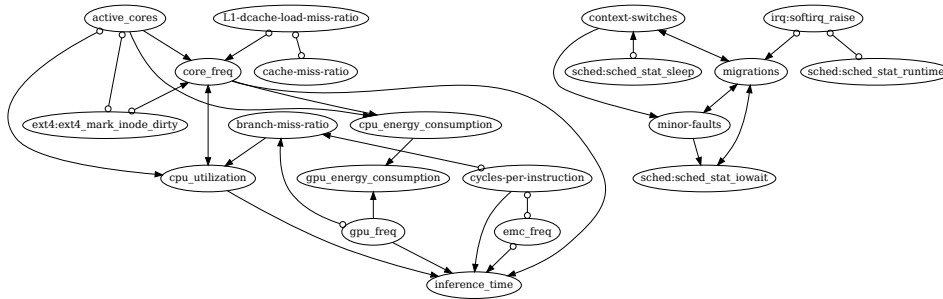 active_cores
L1-dcache-load-miss-ratio
context-switches
irq:softirq_raise
core_freq
cache-miss-ratio
sched:sched_stat_sleep
migrations
sched:sched_stat_runtime
ext4:ext4_mark_inode_dirty
branch-miss-ratio
cpu_energy_consumption
minor-faults
cpu_utilization
gpu_energy_consumption
cycles-per-instruction
sched:sched_stat_iowait
gpu_freq
emc_freq
inference_time